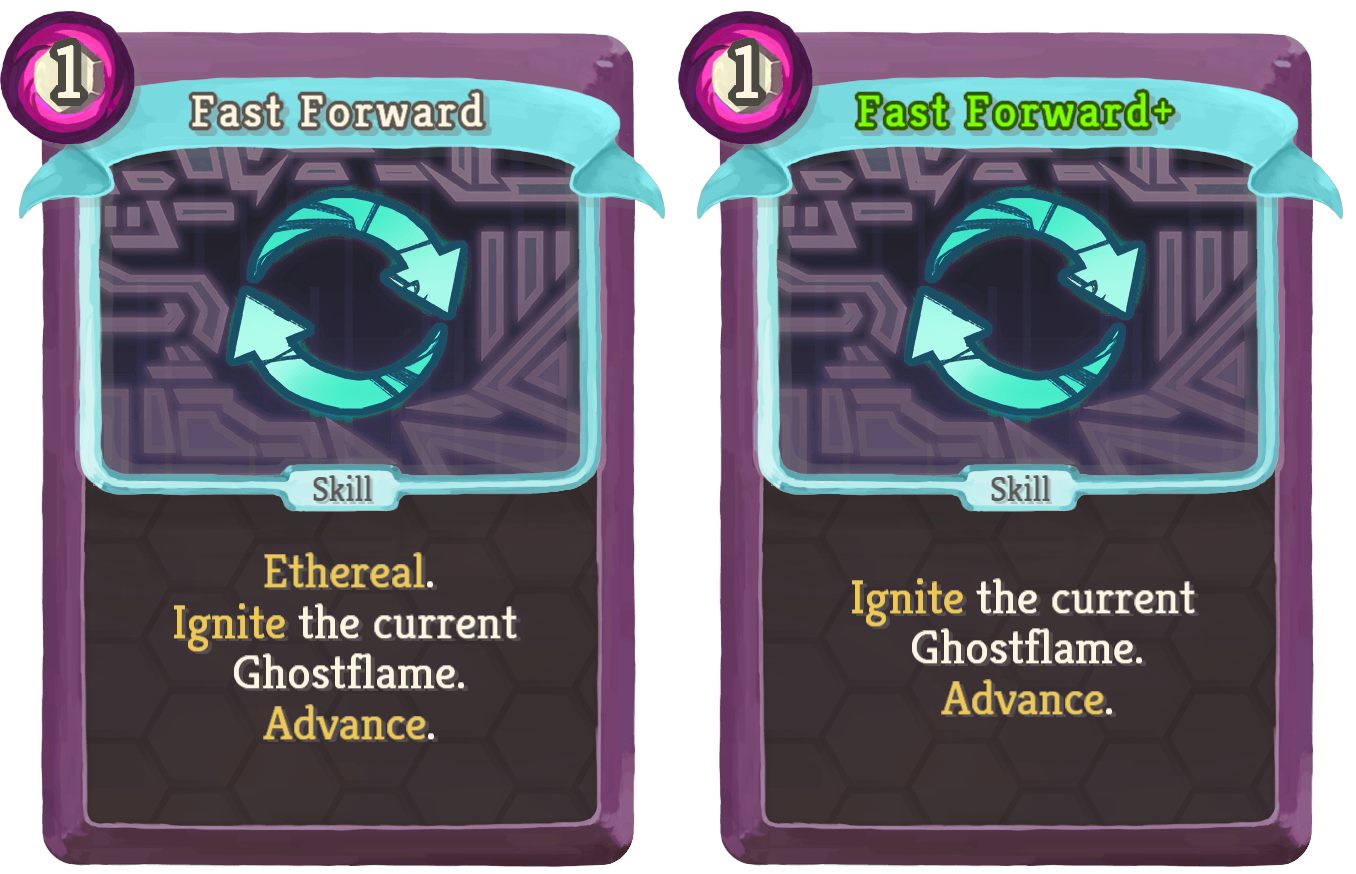 1
Fast Forward
Skill
Ethereal.
Ignite the current
Ghostflame.
Advance.
1
Fast Forward+
Skill
Ignite the current
Ghostflame.
Advance.